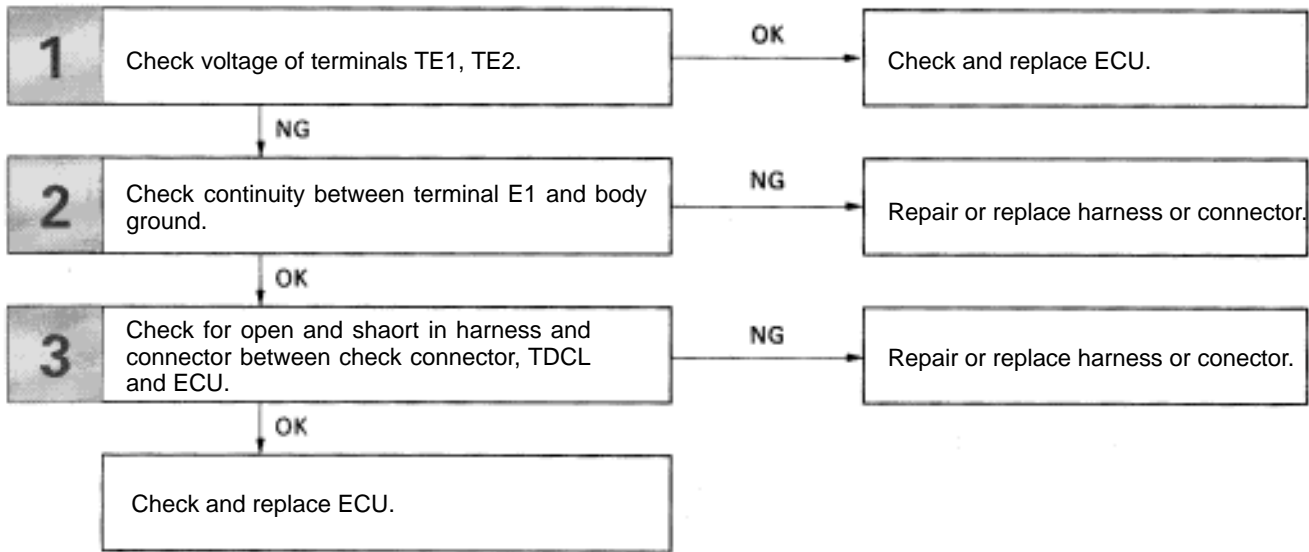 1
Check voltage of terminals TE1, TE2.
OK
Check and replace ECU.
NG
2
Check continuity between terminal E1 and body
ground.
NG
Repair or replace harness or connector.
OK
3
Check for open and shaort in harness and
connector between check connector, TDCL
and ECU.
NG
Repair or replace harness or conector.
OK
Check and replace ECU.